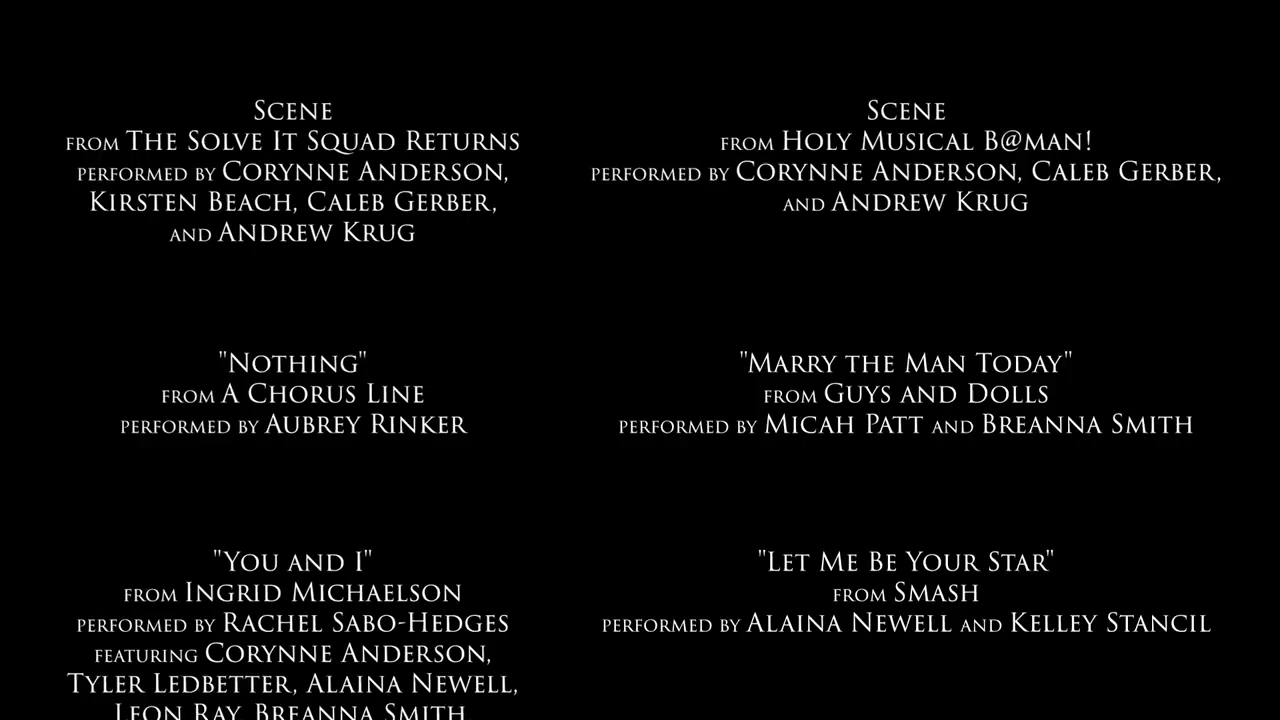 Scene
from The Solve It Squad Returns
performed by Corynne Anderson,
Kirsten Beach, Caleb Gerber,
and Andrew Krug
Scene
from Holy Musical B@man!
performed by Corynne Anderson, Caleb Gerber,
and Andrew Krug
"Nothing"
from A Chorus Line
performed by Aubrey Rinker
"Marry the Man Today"
from Guys and Dolls
performed by Micah Patt and Breanna Smith
"You and I"
from Ingrid Michaelson
performed by Rachel Sabo-Hedges
featuring Corynne Anderson,
Tyler Ledbetter, Alaina Newell,
Leon Ray, Breanna Smith
"Let Me Be Your Star"
from Smash
performed by Alaina Newell and Kelley Stancil